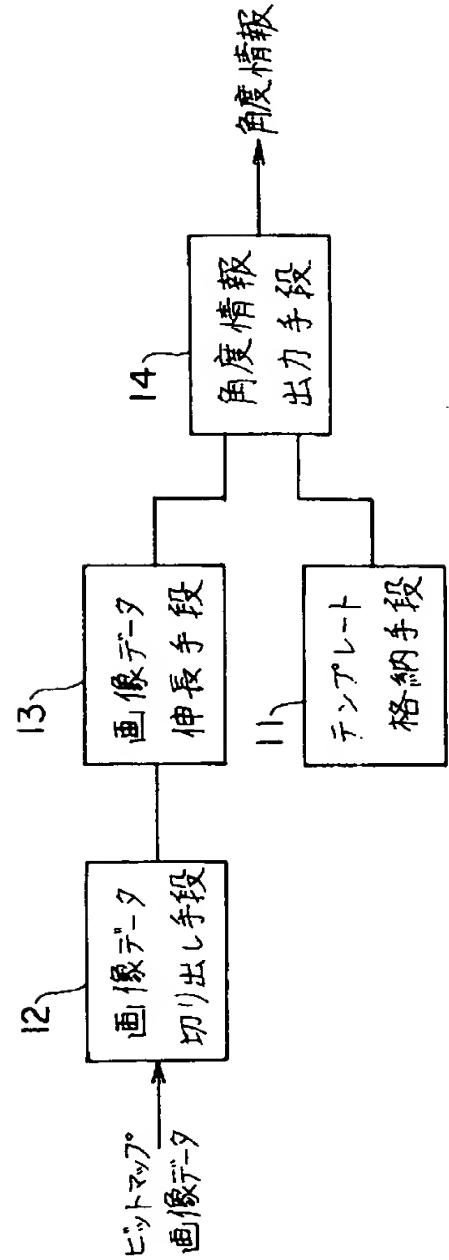 ビットマップ
画像データ
12
画像データ
切り出し手段
13
画像データ
伸長手段
11
テンプレート
格納手段
14
角度情報
出力手段
角度情報